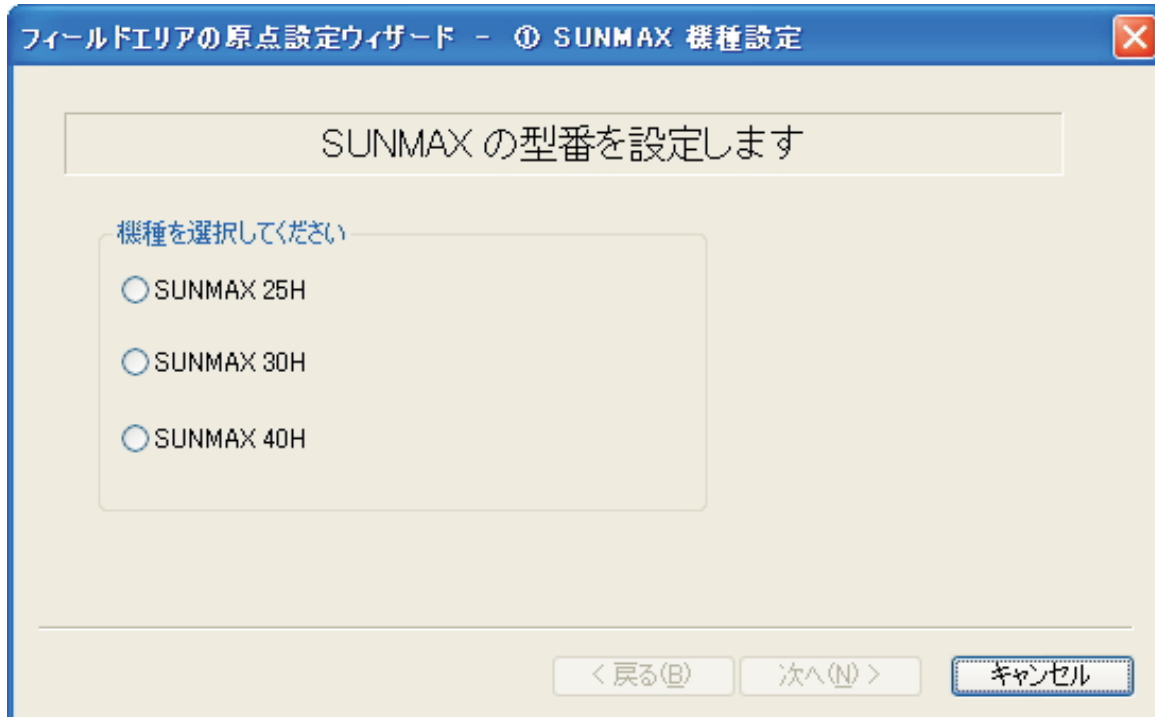 フィールドエリアの原点設定ウィザード - ① SUNMAX 機種設定
SUNMAX の型番を設定します
機種を選択してください
SUNMAX 25H
SUNMAX 30H
SUNMAX 40H
< 戻る(B) 次へ(N) > キャンセル